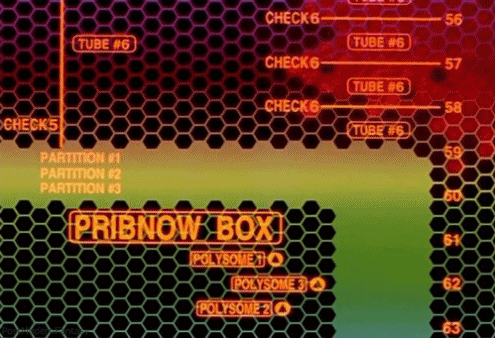 CHECK6 56
TUBE #6 TUBE #6
CHECK6 57
TUBE #6
CHECK6 58
CHECK5 TUBE #6
59
PARTITION #1
PARTITION #2
PARTITION #3
60
PRIBNOW BOX
61
POLYSOME 1
POLYSOME 3 62
POLYSOME 2
63